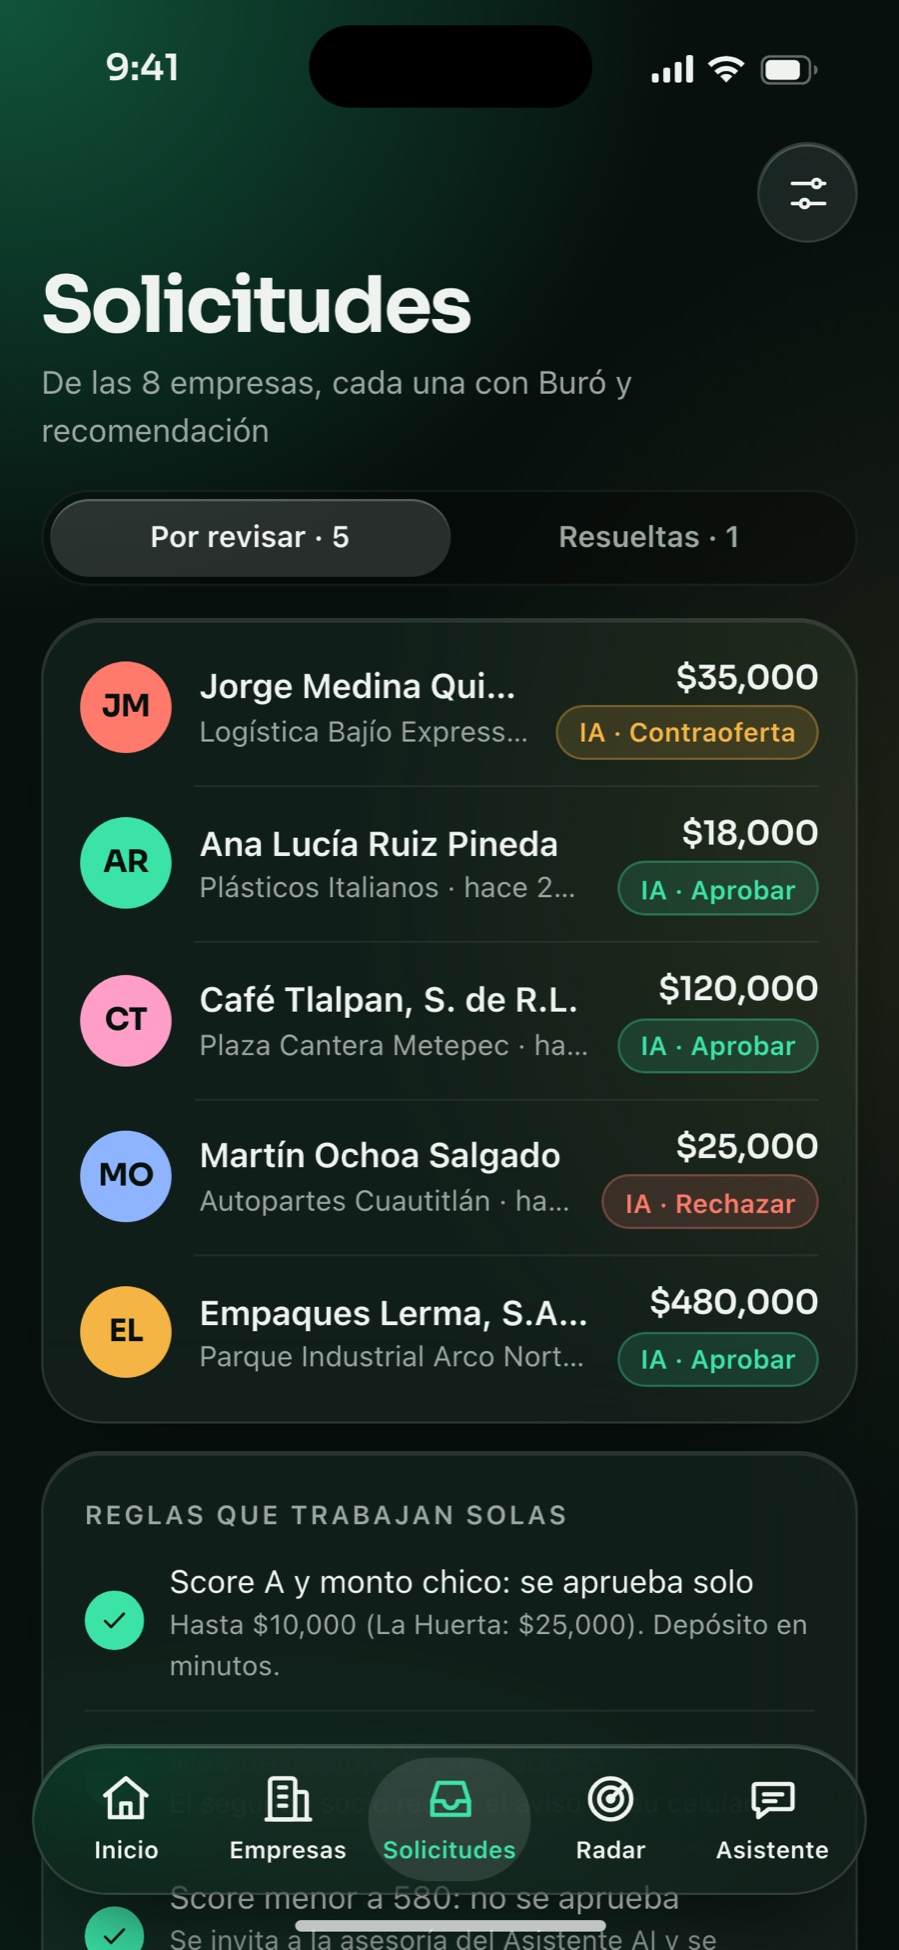 9:41
Solicitudes
De las 8 empresas, cada una con Buró y
recomendación
Por revisar · 5
Resueltas · 1
JM
Jorge Medina Qui...
$35,000
Logística Bajío Express...
IA · Contraoferta
AR
Ana Lucía Ruiz Pineda
$18,000
Plásticos Italianos · hace 2...
IA · Aprobar
CT
Café Tlalpan, S. de R.L.
$120,000
Plaza Cantera Metepec · ha...
IA · Aprobar
MO
Martín Ochoa Salgado
$25,000
Autopartes Cuautitlán · ha...
IA · Rechazar
EL
Empaques Lerma, S.A...
$480,000
Parque Industrial Arco Nort...
IA · Aprobar
REGLAS QUE TRABAJAN SOLAS
Score A y monto chico: se aprueba solo
Hasta $10,000 (La Huerta: $25,000). Depósito en
minutos.
Inicio
Empresas
Solicitudes
Radar
Asistente
Score menor a 580: no se aprueba
Se invita a la asesoría del Asistente AI y se